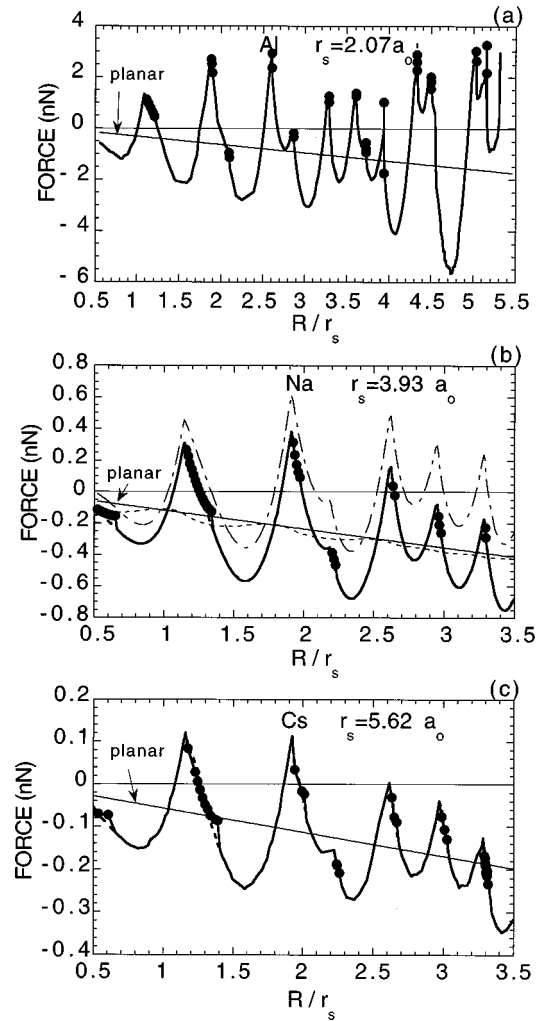 (a)
Al r_s=2.07a_o
planar
FORCE (nN)
4
2
0
-2
-4
-6
0.5 1 1.5 2 2.5 3 3.5 4 4.5 5 5.5
R/r_s
(b)
Na r_s=3.93 a_o
planar
FORCE (nN)
0.8
0.6
0.4
0.2
0
-0.2
-0.4
-0.6
-0.8
0.5 1 1.5 2 2.5 3 3.5
R/r_s
(c)
Cs r_s=5.62 a_o
planar
FORCE (nN)
0.2
0.1
0
-0.1
-0.2
-0.3
-0.4
0.5 1 1.5 2 2.5 3 3.5
R/r_s